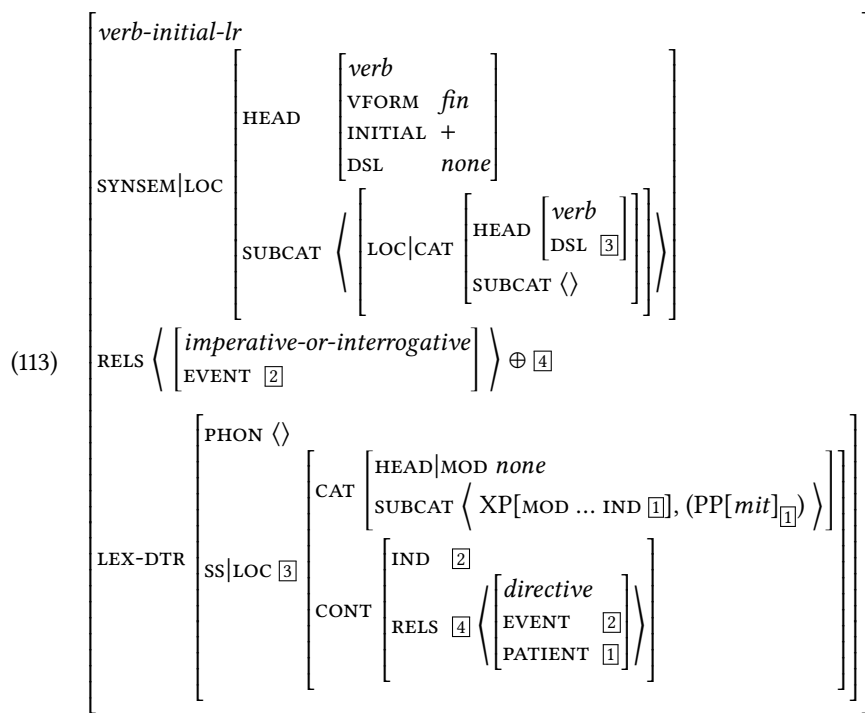 verb-initial-lr
verb
VFORM fin
HEAD
INITIAL +
DSL none
SYNSEM|LOC
verb
HEAD
DSL 3
SUBCAT ⟨ LOC|CAT ⟩
SUBCAT ⟨⟩
imperative-or-interrogative
(113) RELS ⟨ ⟩ ⊕ 4
EVENT 2
PHON ⟨⟩
HEAD|MOD none
CAT
SUBCAT ⟨ XP[MOD … IND 1], (PP[mit]1) ⟩
LEX-DTR
IND 2
SS|LOC 3
directive
CONT
RELS 4 ⟨ EVENT 2 ⟩
PATIENT 1